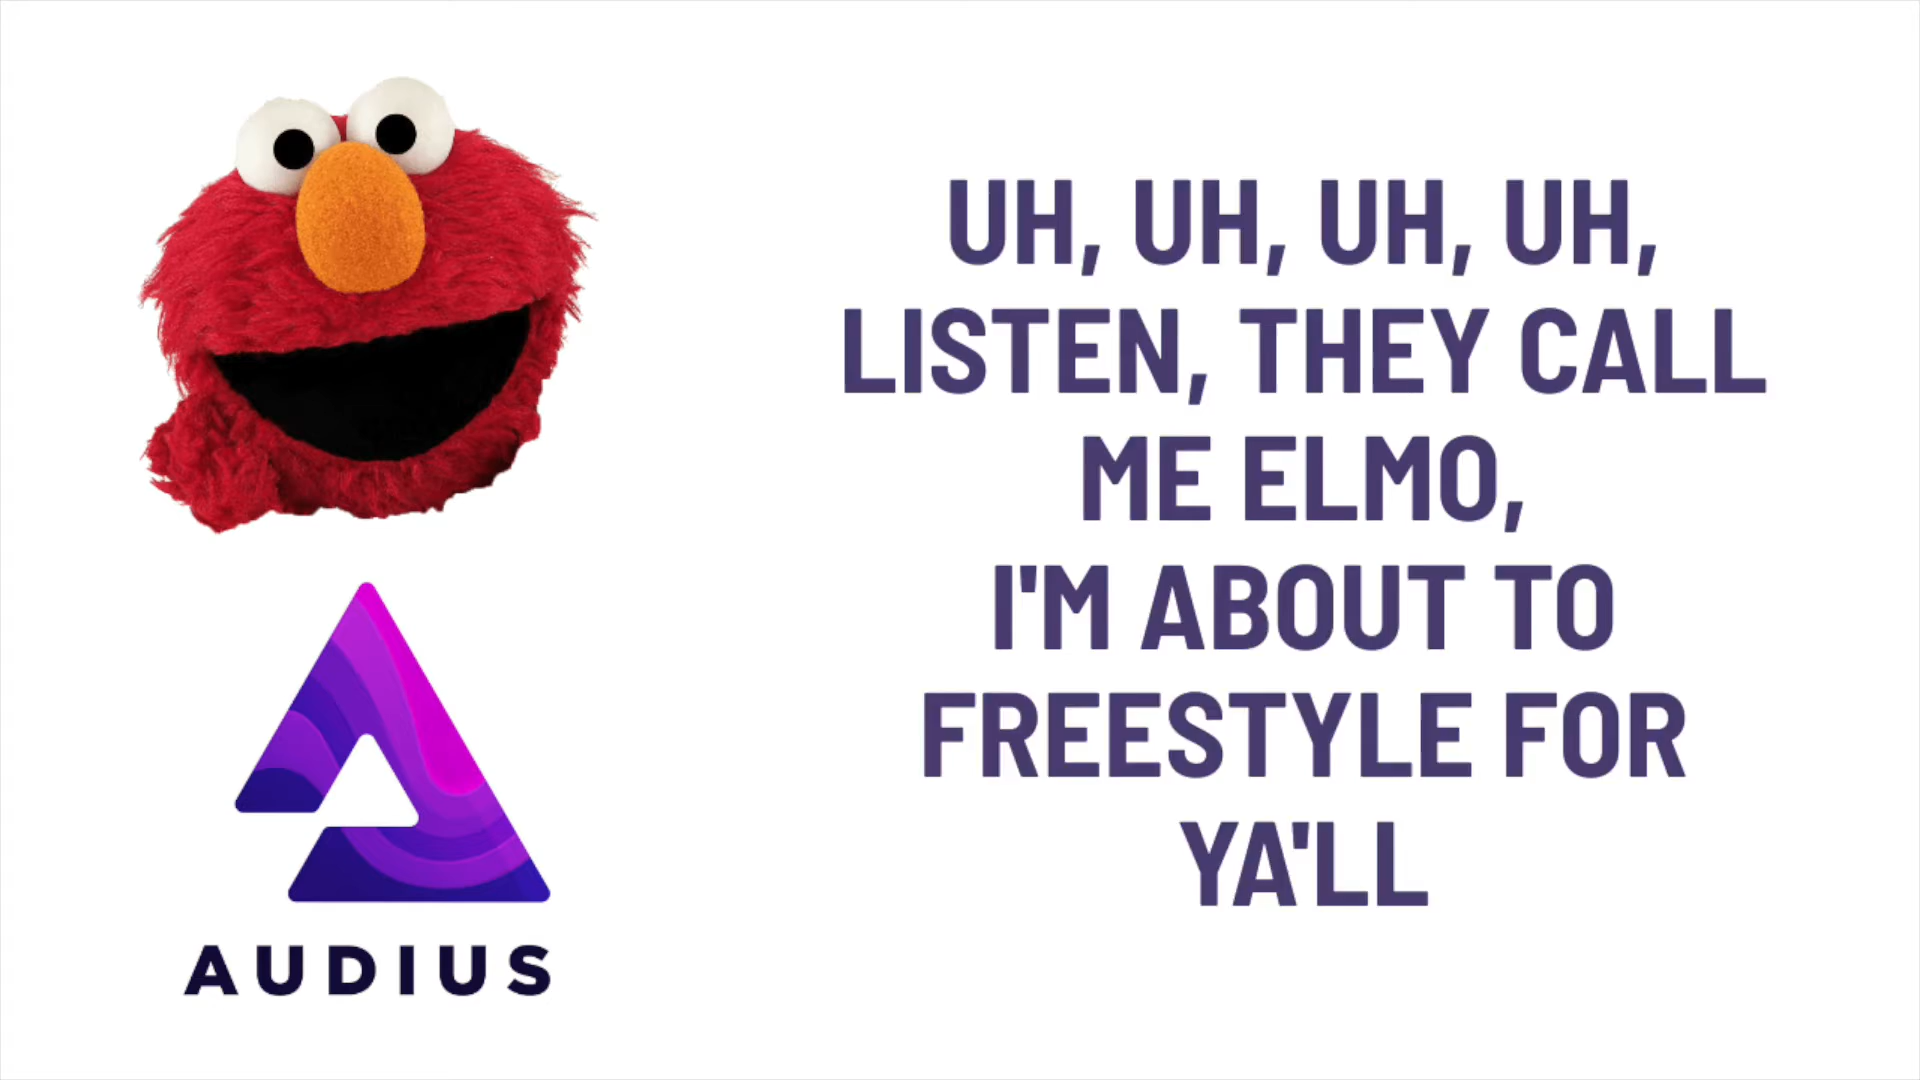 UH, UH, UH, UH,
LISTEN, THEY CALL
ME ELMO,
I'M ABOUT TO
FREESTYLE FOR
YA'LL
AUDIUS